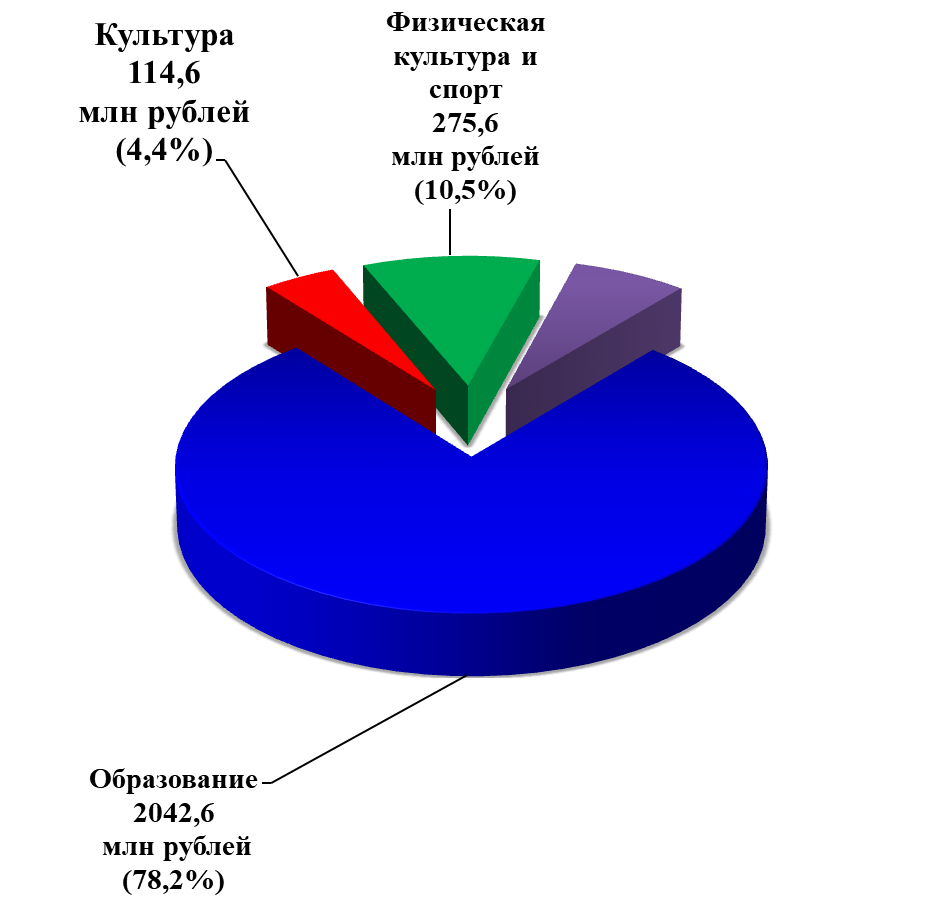 Культура
114,6
млн рублей
(4,4%)
Физическая
культура и
спорт
275,6
млн рублей
(10,5%)
Образование
2042,6
млн рублей
(78,2%)